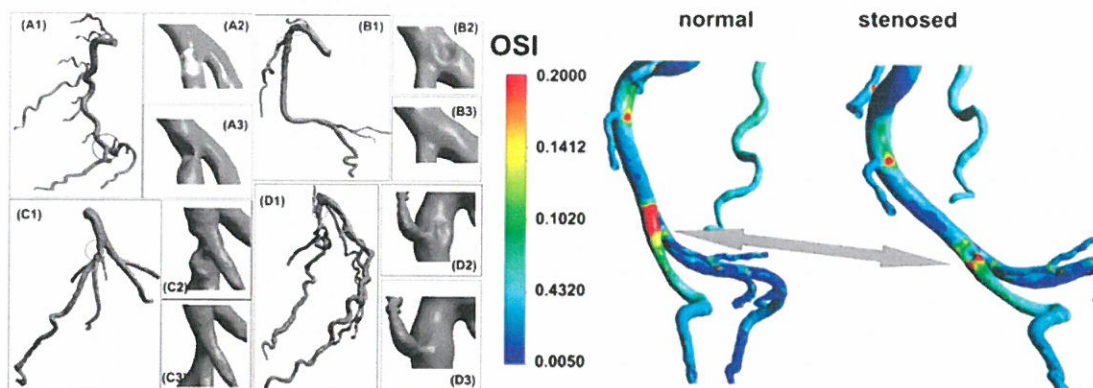 (A1)
(A2)
(A3)
(B1)
(B2)
(B3)
(C1)
(C2)
(C3)
(D1)
(D2)
(D3)
normal
stenosed
OSI
0.2000
0.1412
0.1020
0.4320
0.0050